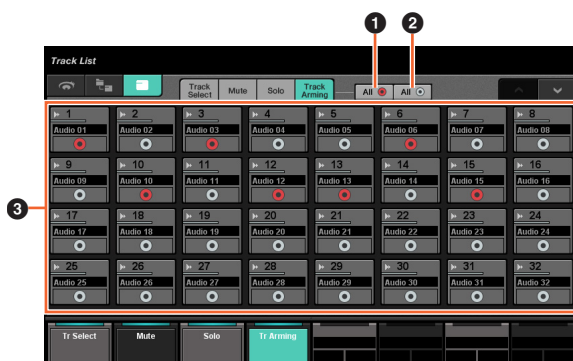 1 2
Track List
Track Select Mute Solo Track Arming All All
1 2 3 4 5 6 7 8
Audio 01 Audio 02 Audio 03 Audio 04 Audio 05 Audio 06 Audio 07 Audio 08
9 10 11 12 13 14 15 16
Audio 09 Audio 10 Audio 11 Audio 12 Audio 13 Audio 14 Audio 15 Audio 16
3
17 18 19 20 21 22 23 24
Audio 17 Audio 18 Audio 19 Audio 20 Audio 21 Audio 22 Audio 23 Audio 24
25 26 27 28 29 30 31 32
Audio 25 Audio 26 Audio 27 Audio 28 Audio 29 Audio 30 Audio 31 Audio 32
Tr Select Mute Solo Tr Arming